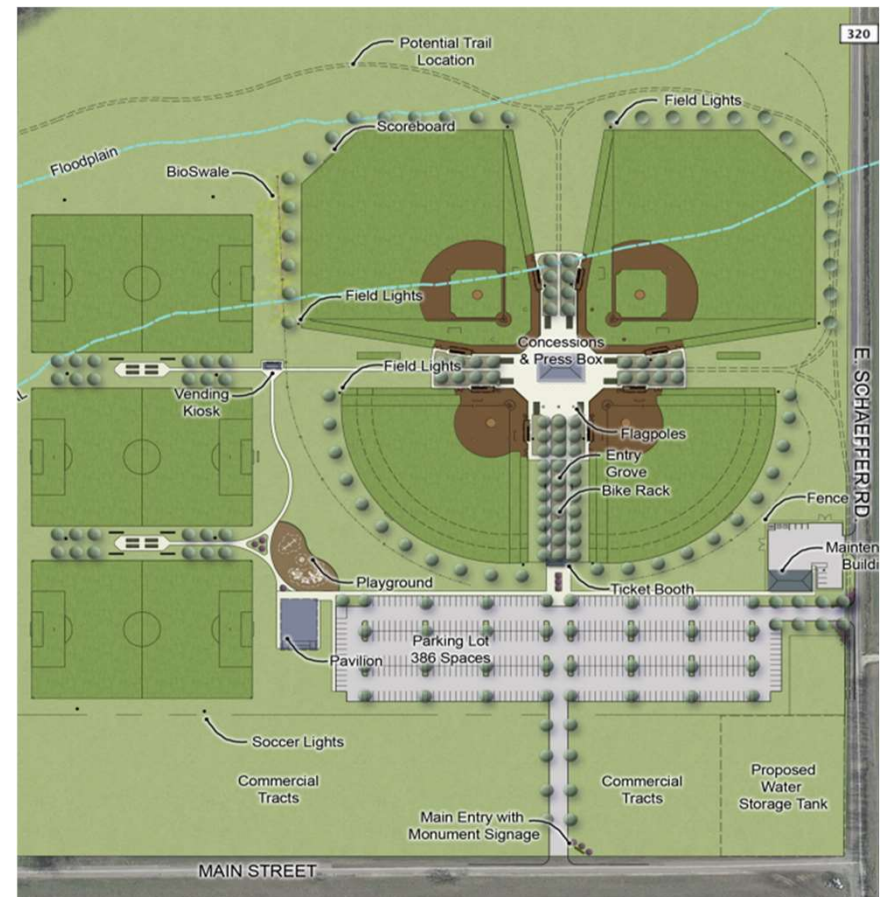 320
Potential Trail
Location
Field Lights
Scoreboard
Floodplain
BioSwale
Field Lights
Concessions
& Press Box
Field Lights
Vending
Kiosk
E. SCHAEFFER RD
Flagpoles
Entry
Grove
Bike Rack
Fence
Mainten
Buildi
Playground
Ticket Booth
Parking Lot
386 Spaces
Pavilion
Soccer Lights
Commercial
Tracts
Commercial
Tracts
Proposed
Water
Storage Tank
Main Entry with
Monument Signage
MAIN STREET